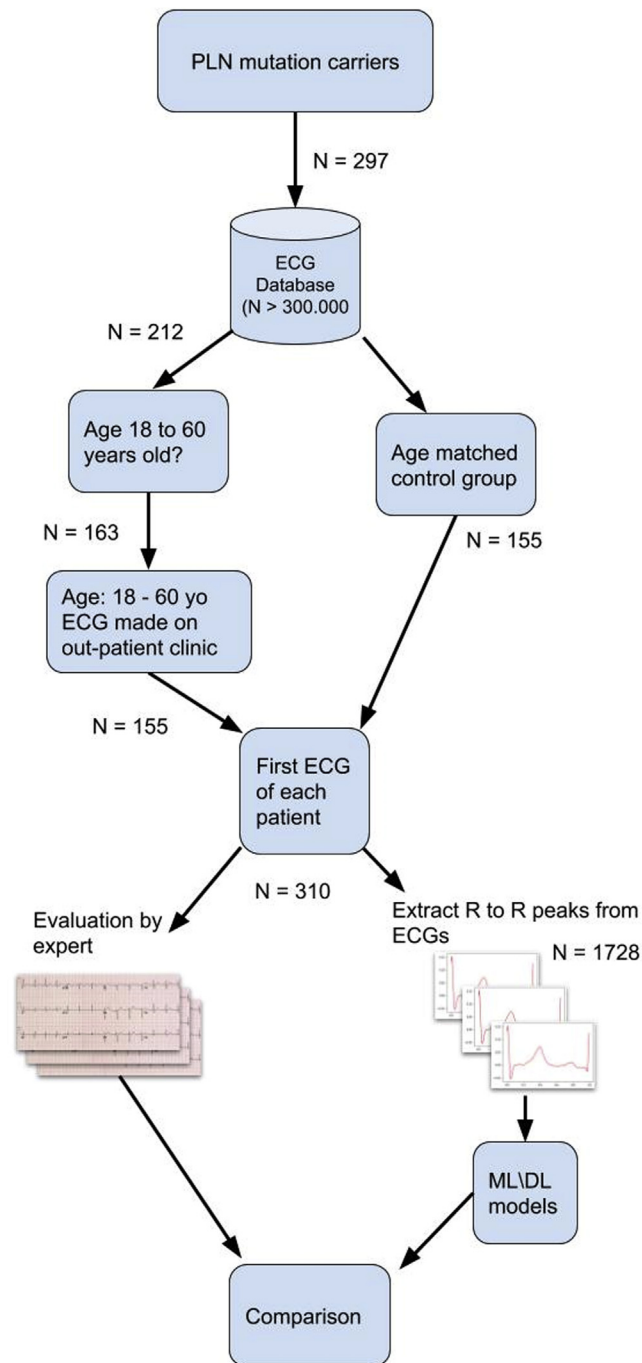 PLN mutation carriers
N = 297
ECG
Database
(N > 300.000
N = 212
Age 18 to 60
years old?
Age matched
control group
N = 163
N = 155
Age: 18 - 60 yo
ECG made on
out-patient clinic
N = 155
First ECG
of each
patient
N = 310
Evaluation by
expert
Extract R to R peaks from
ECGs
N = 1728
ML\DL
models
Comparison